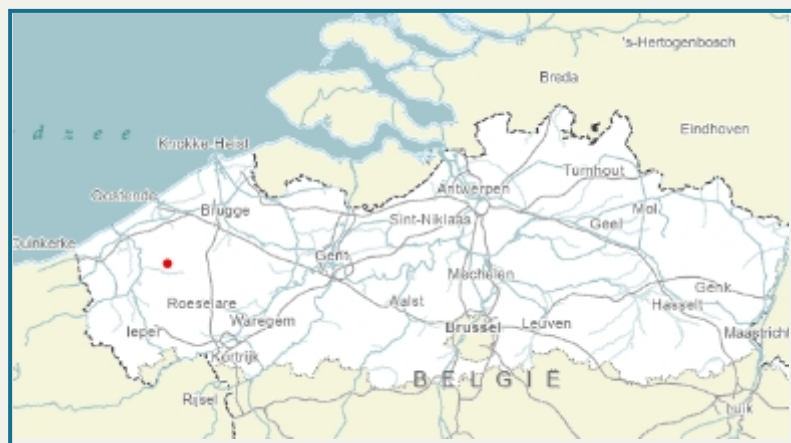 's-Hertogenbosch
Breda
d z e e
Eindhoven
Knokke-Heist
Turnhout
Oostende
Antwerpen
Mol
Brugge
Sint-Niklaas
Geel
Duinkerke
Gent
Mechelen
Genk
Roeselare
Aalst
Hasselt
Ieper
Waregem
Brussel
Leuven
Maastricht
Kortrijk
BELGIË
Rijsel
Luik